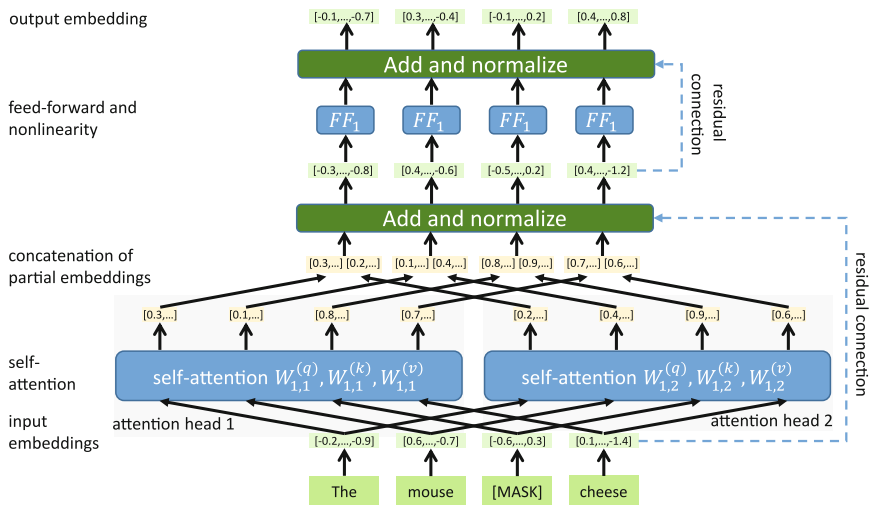 output embedding
[-0.1,...,-0.7] [0.3,...,-0.4] [-0.1,...,0.2] [0.4,...,0.8]
Add and normalize
residual
connection
feed-forward and
nonlinearity
FF₁ FF₁ FF₁ FF₁
[-0.3,...,-0.8] [0.4,...,-0.6] [-0.5,...,0.2] [0.4,...,-1.2]
Add and normalize
residual connection
concatenation of
partial embeddings
[0.3,...] [0.2,...] [0.1,...] [0.4,...] [0.8,...] [0.9,...] [0.7,...] [0.6,...]
[0.3,...] [0.1,...] [0.8,...] [0.7,...] [0.2,...] [0.4,...] [0.9,...] [0.6,...]
self-
attention
self-attention W₁,₁⁽q⁾, W₁,₁⁽k⁾, W₁,₁⁽v⁾
self-attention W₁,₂⁽q⁾, W₁,₂⁽k⁾, W₁,₂⁽v⁾
input
embeddings
attention head 1
attention head 2
[-0.2,...,-0.9] [0.6,...,-0.7] [-0.6,...,0.3] [0.1,...,-1.4]
The mouse [MASK] cheese